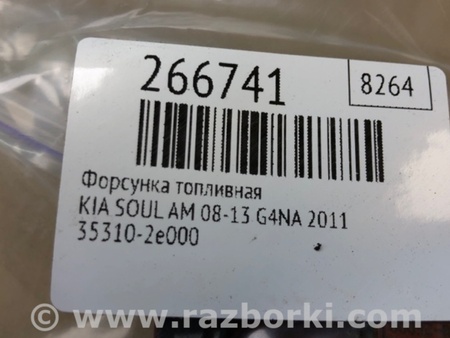 266741
8264
Форсунка топливная
KIA SOUL AM 08-13 G4NA 2011
35310-2e000
© www.razborki.com